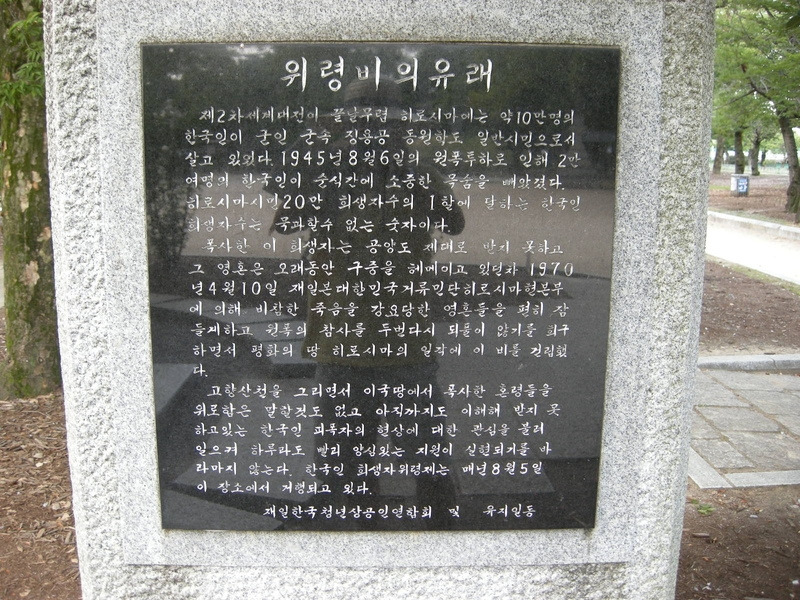 위령비의유래
제2차세계대전이 끝날무렵 히로시마에는 약10만명의
한국인이 군인 군속 징용공 동원학도 일반시민으로서
살고 있었다. 1945년8월6일의 원폭투하로 인해 2만
여명의 한국인이 순식간에 소중한 목숨을 빼앗겼다.
히로시마시민20만 희생자수의 1할에 달하는 한국인
희생자수는 묵과할수 없는 숫자이다.
폭사한 이 희생자는 공양도 제대로 받지 못하고
그 영혼은 오래동안 구중을 헤메이고 있던차 1970
년4월10일 재일본대한민국거류민단히로시마현본부
에 의해 비참한 죽음을 강요당한 영혼들을 편히 잠
들게하고 원폭의 참사를 두번다시 되풀이 않기를 희구
하면서 평화의 땅 히로시마의 일각에 이 비를 건립했
다.
고향산천을 그리면서 이국땅에서 폭사한 혼령들을
위로함은 말할것도 없고 아직까지도 이해해 받지 못
하고있는 한국인 피폭자의 현상에 대한 관심을 불러
일으켜 하루라도 빨리 양심있는 지원이 실현되기를 바
라마지 않는다. 한국인 희생자위령제는 매년8월5일
이 장소에서 거행되고 있다.
재일한국청년상공인연합회 및 유지일동